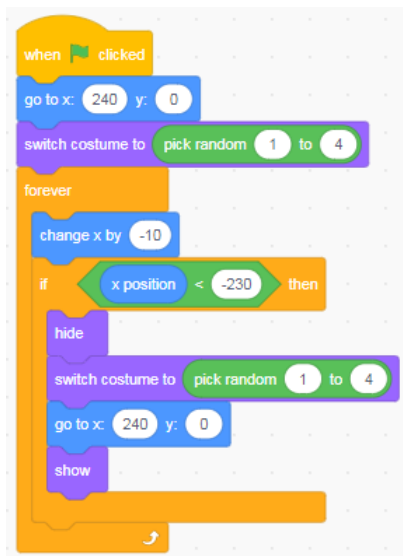 when clicked
go to x: 240 y: 0
switch costume to pick random 1 to 4
forever
change x by -10
if x position < -230 then
hide
switch costume to pick random 1 to 4
go to x: 240 y: 0
show